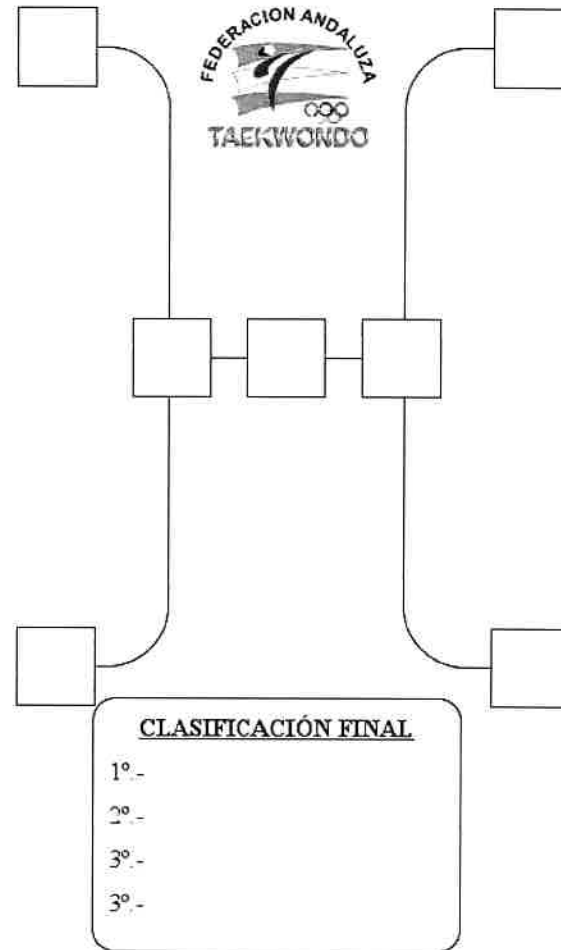 FEDERACION ANDALUZA
TAEKWONDO
CLASIFICACIÓN FINAL
1º.-
2º.-
3º.-
3º.-